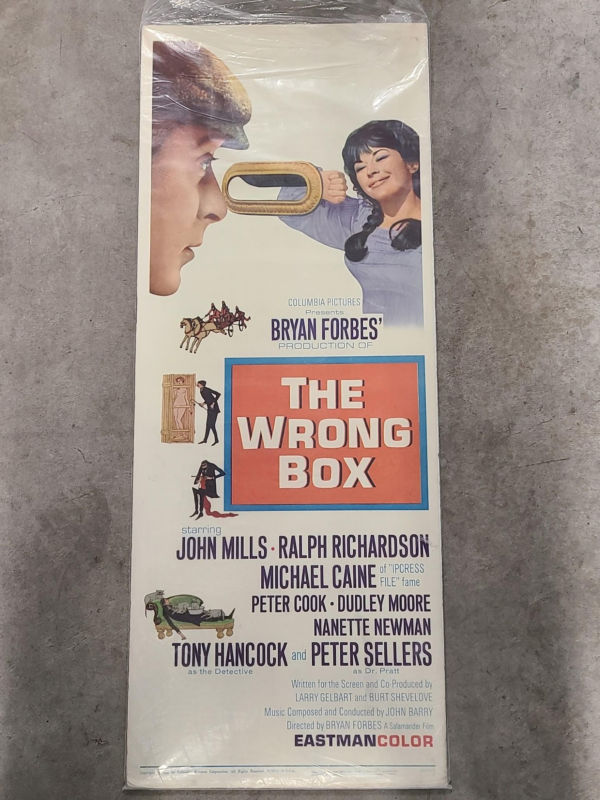 COLUMBIA PICTURES
Presents
BRYAN FORBES'
PRODUCTION OF
THE
WRONG
BOX
starring
JOHN MILLS · RALPH RICHARDSON
MICHAEL CAINE of "IPCRESS
FILE" fame
PETER COOK · DUDLEY MOORE
NANETTE NEWMAN
TONY HANCOCK and PETER SELLERS
as the Detective as Dr. Pratt
Written for the Screen and Co-Produced by
LARRY GELBART and BURT SHEVELOVE
Music Composed and Conducted by JOHN BARRY
Directed by BRYAN FORBES A Salamander Film
EASTMANCOLOR